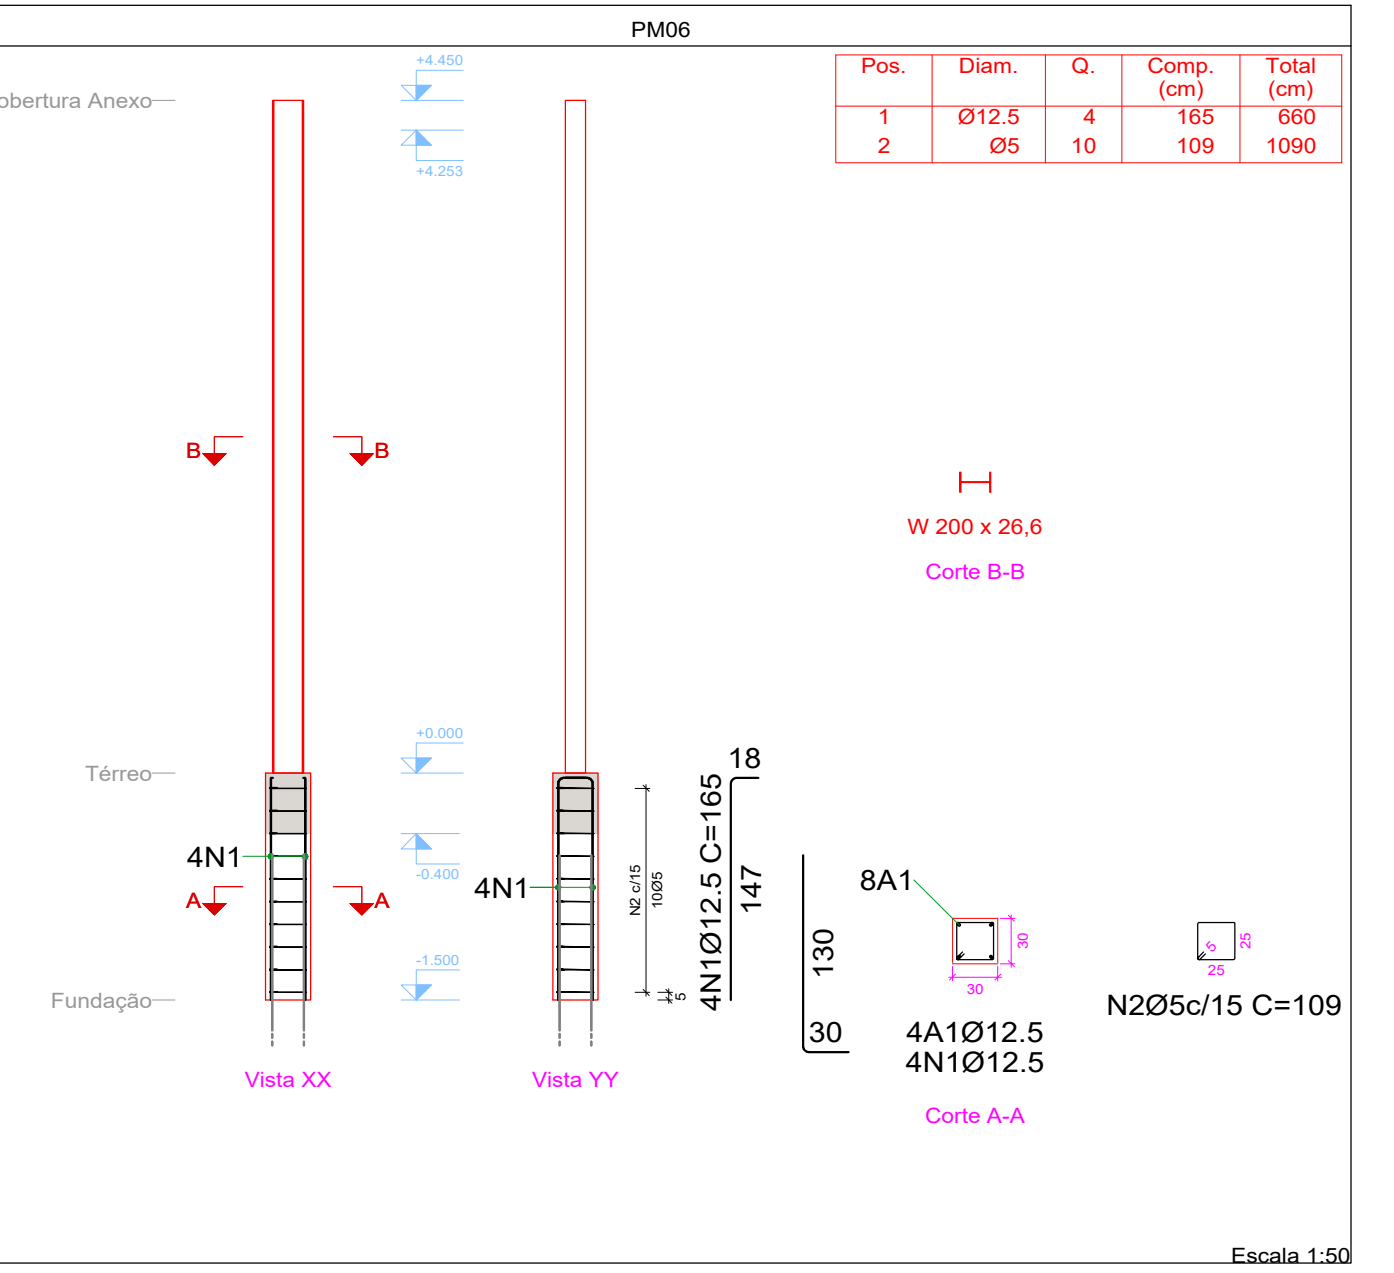 PM06
Pos. Diam. Q. Comp. (cm) Total (cm)
1 Ø12.5 4 165 660
2 Ø5 10 109 1090
obertura Anexo
+4.450
+4.253
B B
W 200 x 26,6
Corte B-B
Térreo
+0.000
-0.400
-1.500
4N1
A A
Fundação
Vista XX
4N1
N2 c/15
10Ø5
5
Vista YY
4N1Ø12.5 C=165
18
147
130
30
8A1
30
30
4A1Ø12.5
4N1Ø12.5
Corte A-A
5
25
25
N2Ø5c/15 C=109
Escala 1:50